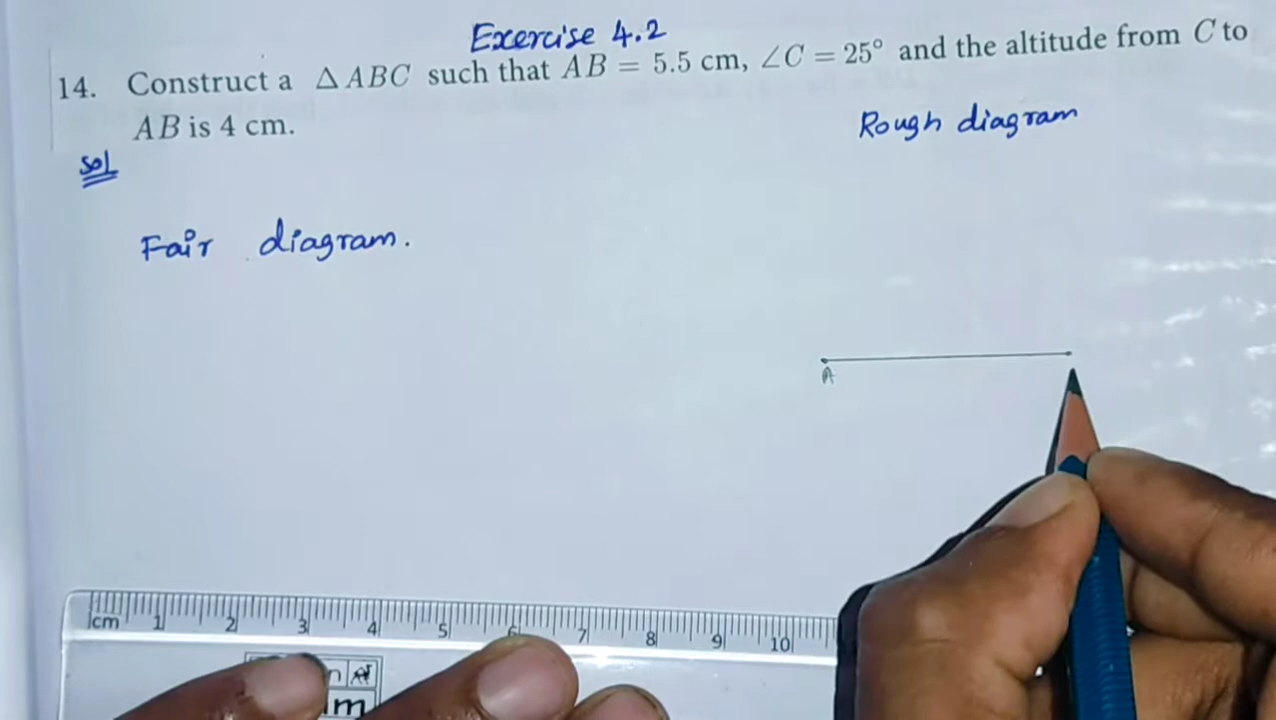 Exercise 4.2
14. Construct a △ABC such that AB = 5.5 cm, ∠C = 25° and the altitude from C to
AB is 4 cm.
Rough diagram
Sol
Fair diagram.
A
cm 1 2 3 4 5 6 7 8 9 10
m